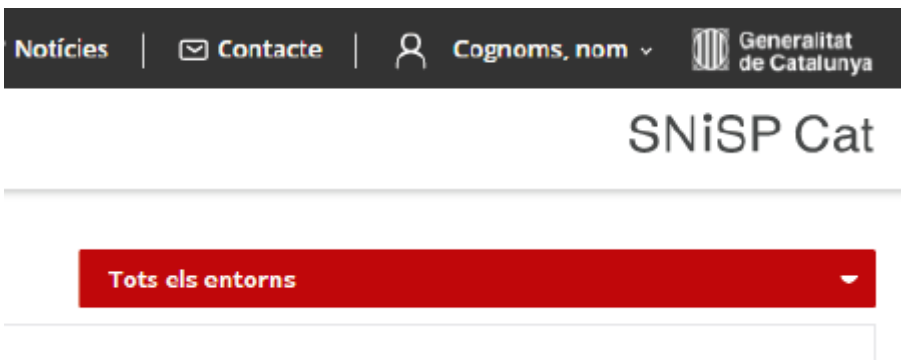 Notícies | Contacte | Cognoms, nom
Generalitat
de Catalunya
SNiSP Cat
Tots els entorns